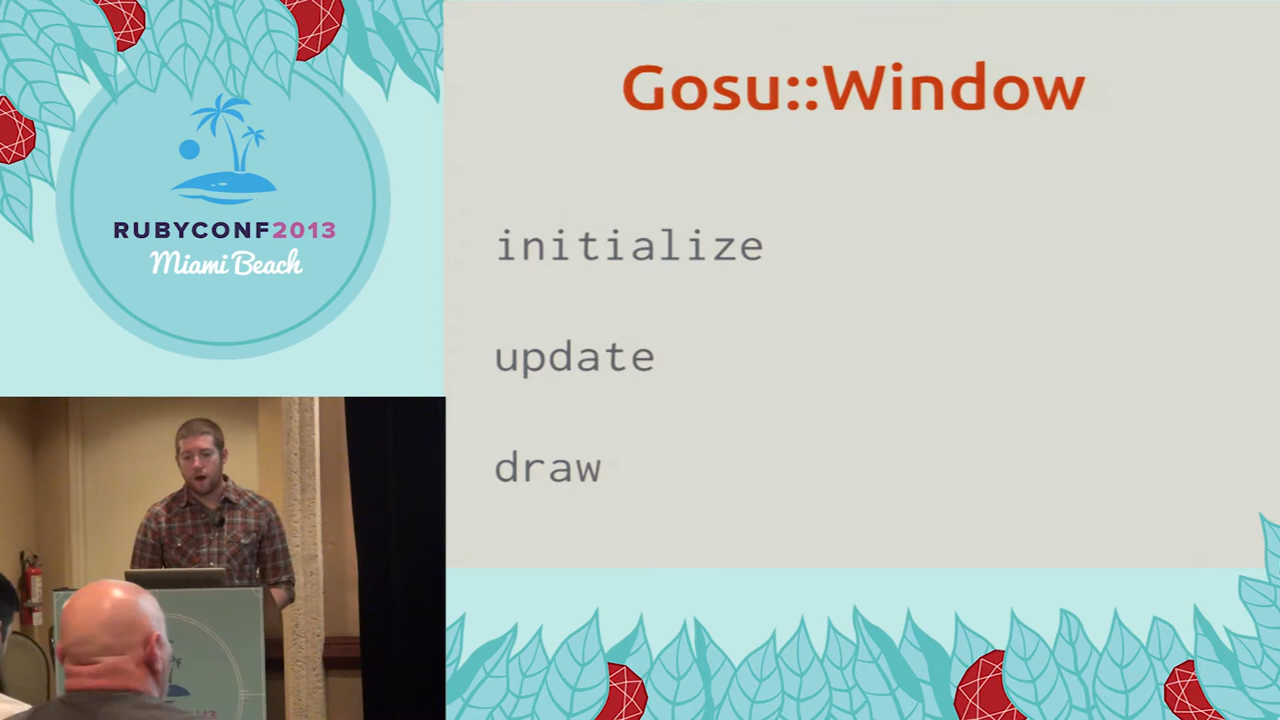 RUBYCONF2013
Miami Beach
Gosu::Window
initialize
update
draw